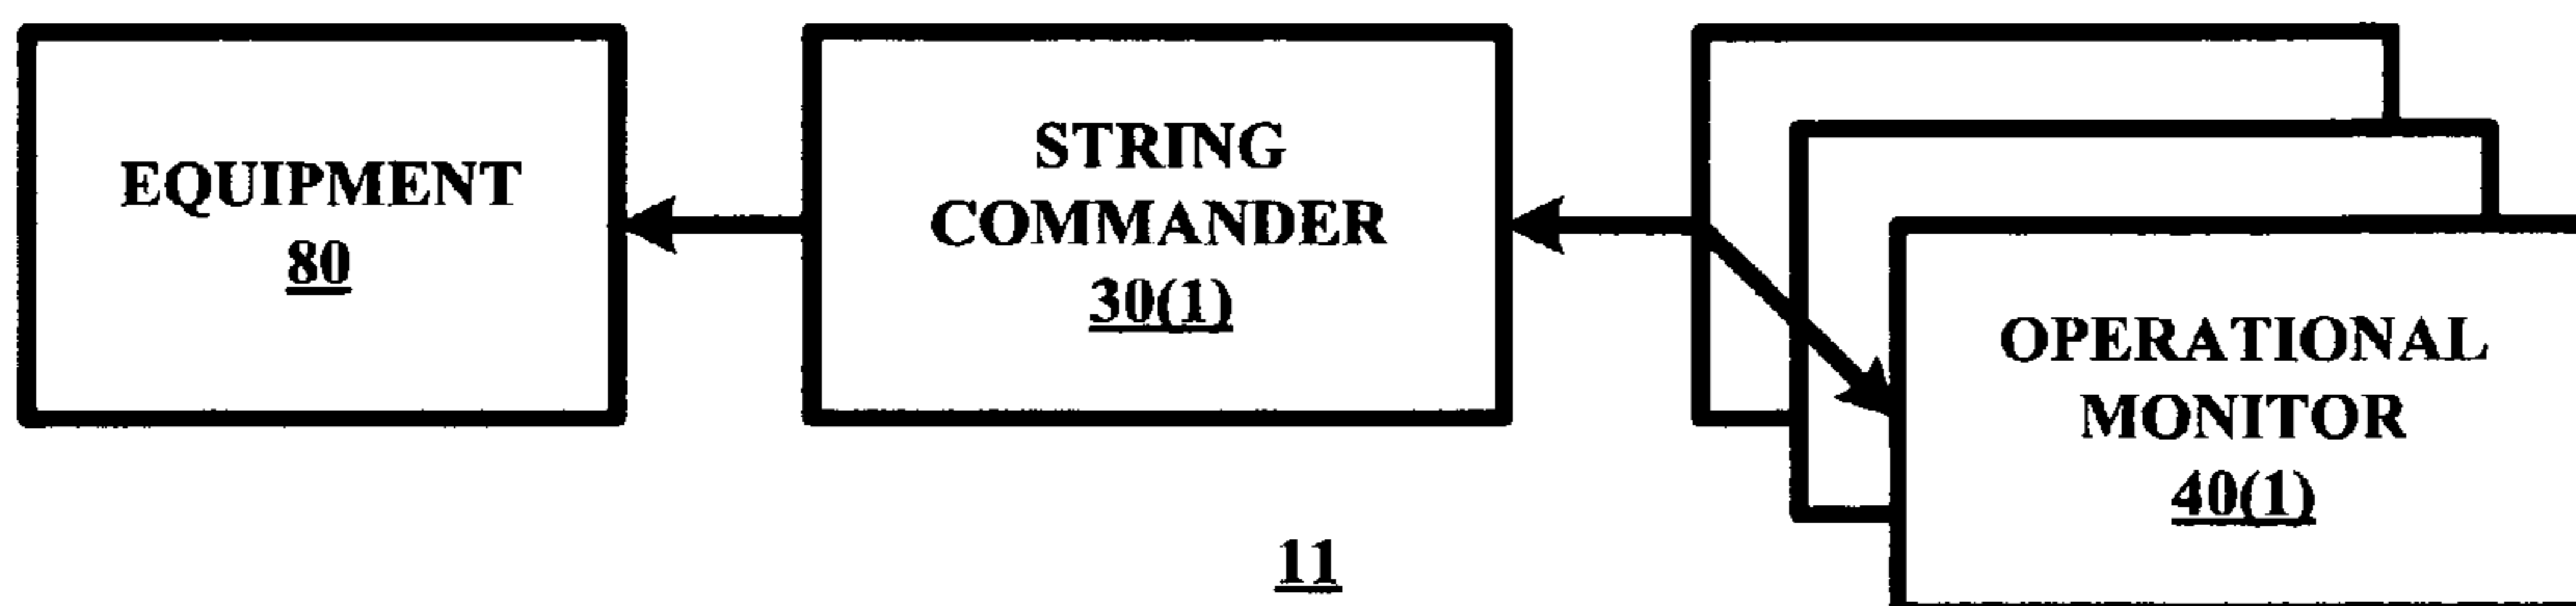 EQUIPMENT
80
STRING
COMMANDER
30(1)
OPERATIONAL
MONITOR
40(1)
11